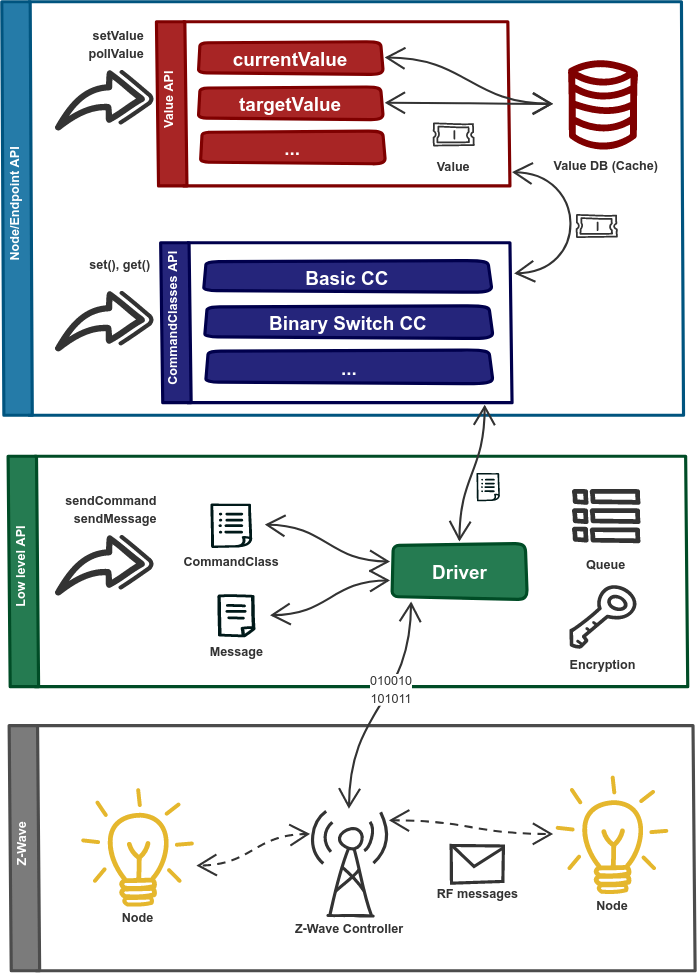 Node/Endpoint API
setValue
pollValue
Value API
currentValue
targetValue
...
Value
Value DB (Cache)
set(), get()
CommandClasses API
Basic CC
Binary Switch CC
...
Low level API
sendCommand
sendMessage
CommandClass
Message
Driver
Queue
Encryption
010010
101011
Z-Wave
Node
Z-Wave Controller
RF messages
Node